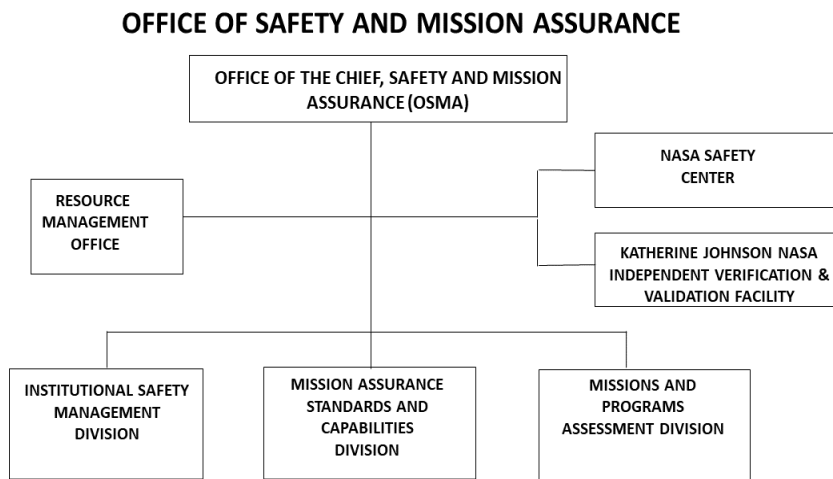 OFFICE OF SAFETY AND MISSION ASSURANCE
OFFICE OF THE CHIEF, SAFETY AND MISSION
ASSURANCE (OSMA)
NASA SAFETY
CENTER
RESOURCE
MANAGEMENT
OFFICE
KATHERINE JOHNSON NASA
INDEPENDENT VERIFICATION &
VALIDATION FACILITY
INSTITUTIONAL SAFETY
MANAGEMENT
DIVISION
MISSION ASSURANCE
STANDARDS AND
CAPABILITIES
DIVISION
MISSIONS AND
PROGRAMS
ASSESSMENT DIVISION